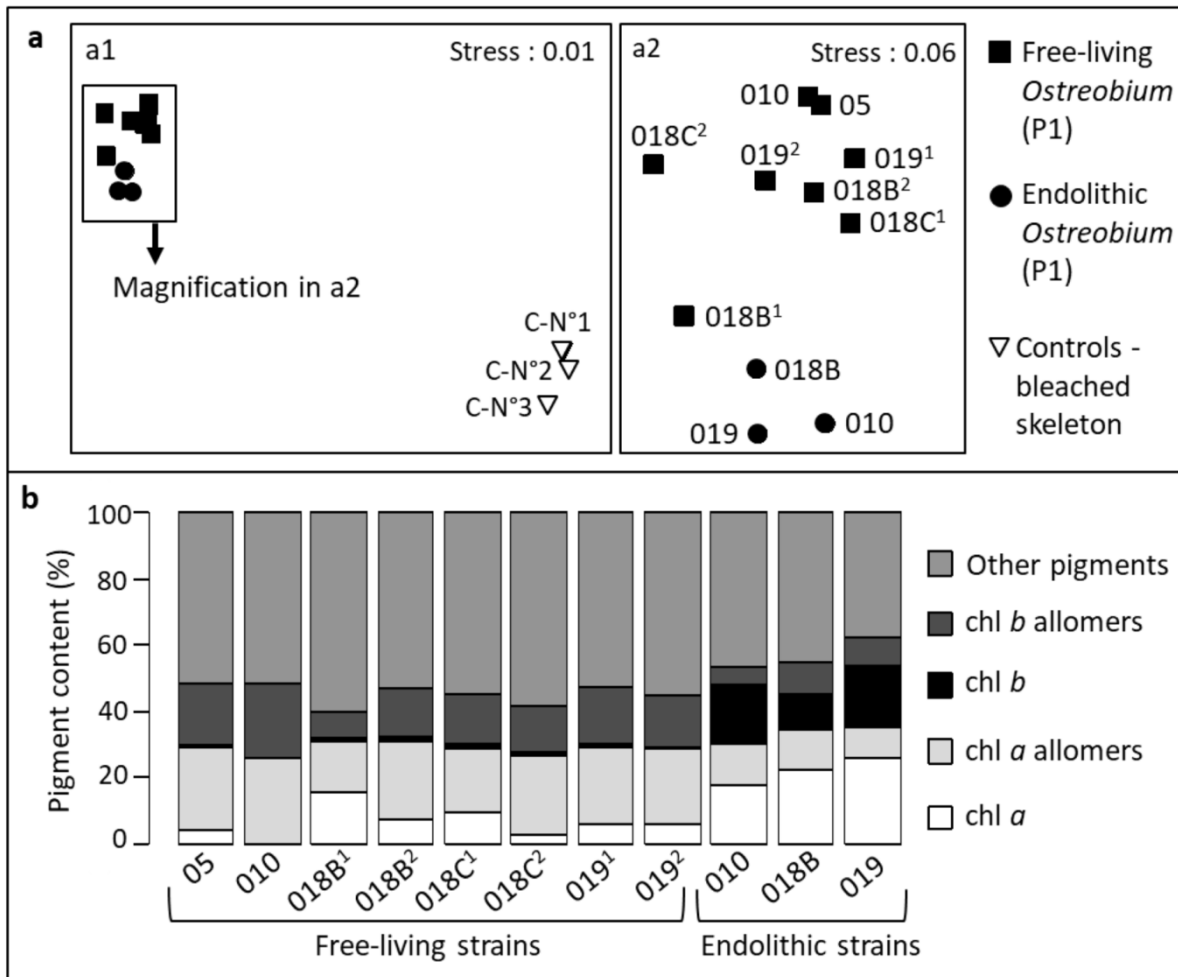 a
a1
Stress : 0.01
Magnification in a2
C-N°1
C-N°2
C-N°3
a2
Stress : 0.06
010
05
018C²
019²
019¹
018B²
018C¹
018B¹
018B
010
019
Free-living
Ostreobium
(P1)
Endolithic
Ostreobium
(P1)
Controls -
bleached
skeleton
b
Pigment content (%)
100
80
60
40
20
0
05
010
018B¹
018B²
018C¹
018C²
019¹
019²
010
018B
019
Free-living strains
Endolithic strains
Other pigments
chl b allomers
chl b
chl a allomers
chl a